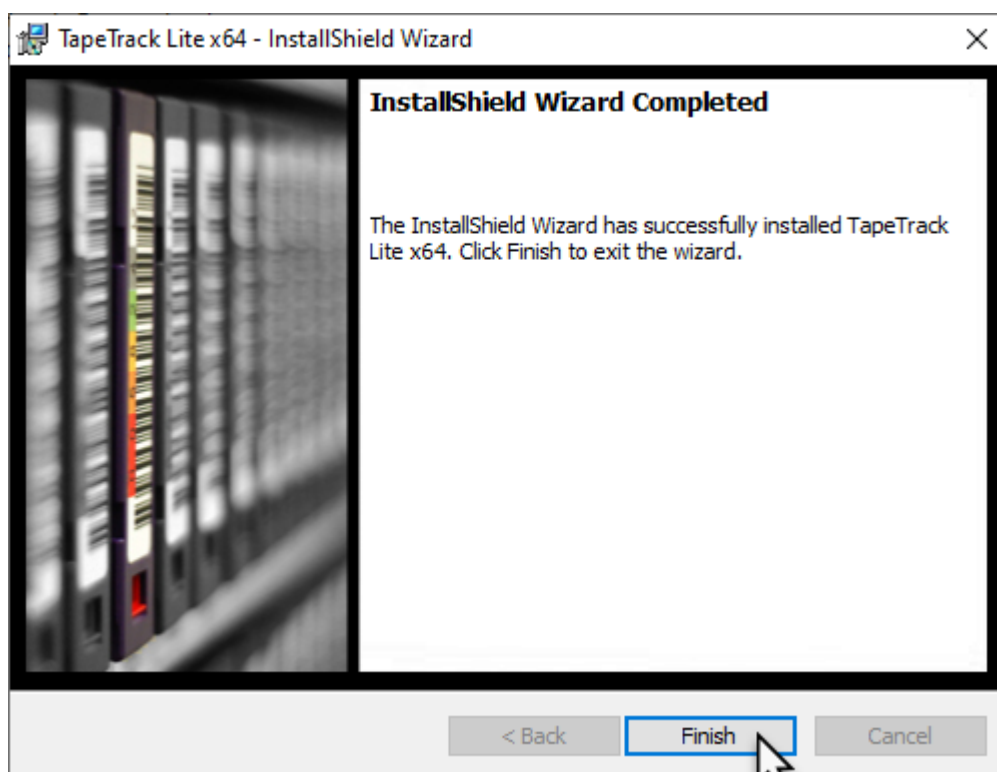 TapeTrack Lite x64 - InstallShield Wizard
InstallShield Wizard Completed
The InstallShield Wizard has successfully installed TapeTrack
Lite x64. Click Finish to exit the wizard.
< Back
Finish
Cancel